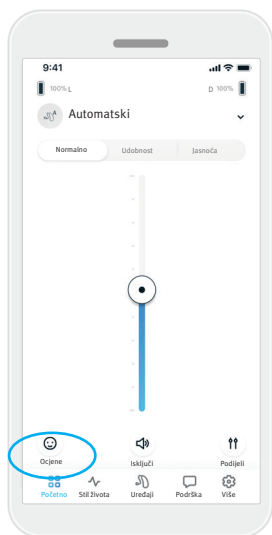 9:41
100% L D 100%
Automatski
Normalno Udobnost Jasnoća
Ocjene Isključi Podijeli
Početno Stil života Uređaji Podrška Više